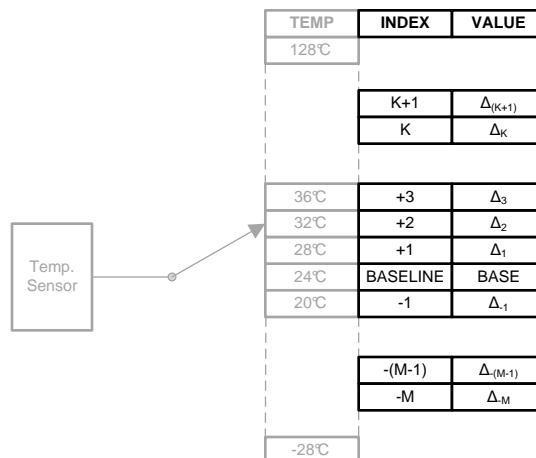 TEMP INDEX VALUE
128°C
K+1 Δ(K+1)
K ΔK
36°C +3 Δ3
32°C +2 Δ2
28°C +1 Δ1
24°C BASELINE BASE
20°C -1 Δ-1
Temp.
Sensor
-(M-1) Δ-(M-1)
-M Δ-M
-28°C